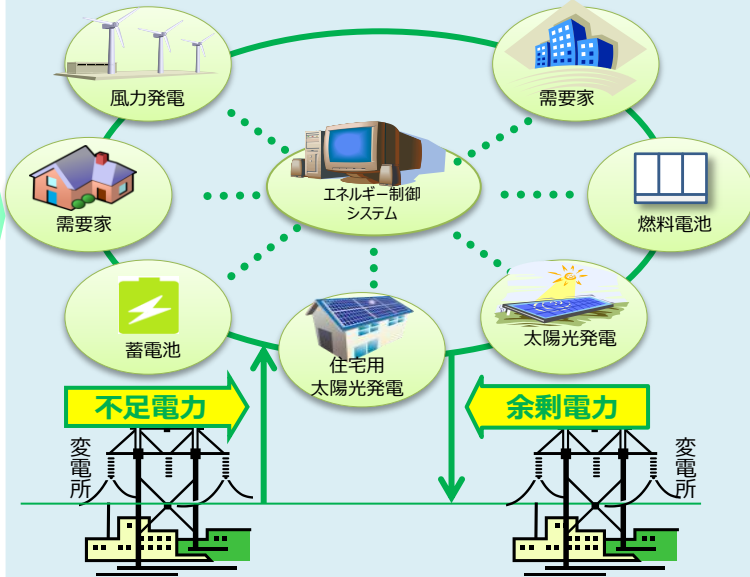 風力発電
需要家
エネルギー制御
システム
需要家
燃料電池
蓄電池
太陽光発電
住宅用
太陽光発電
不足電力
余剰電力
変電所
変電所